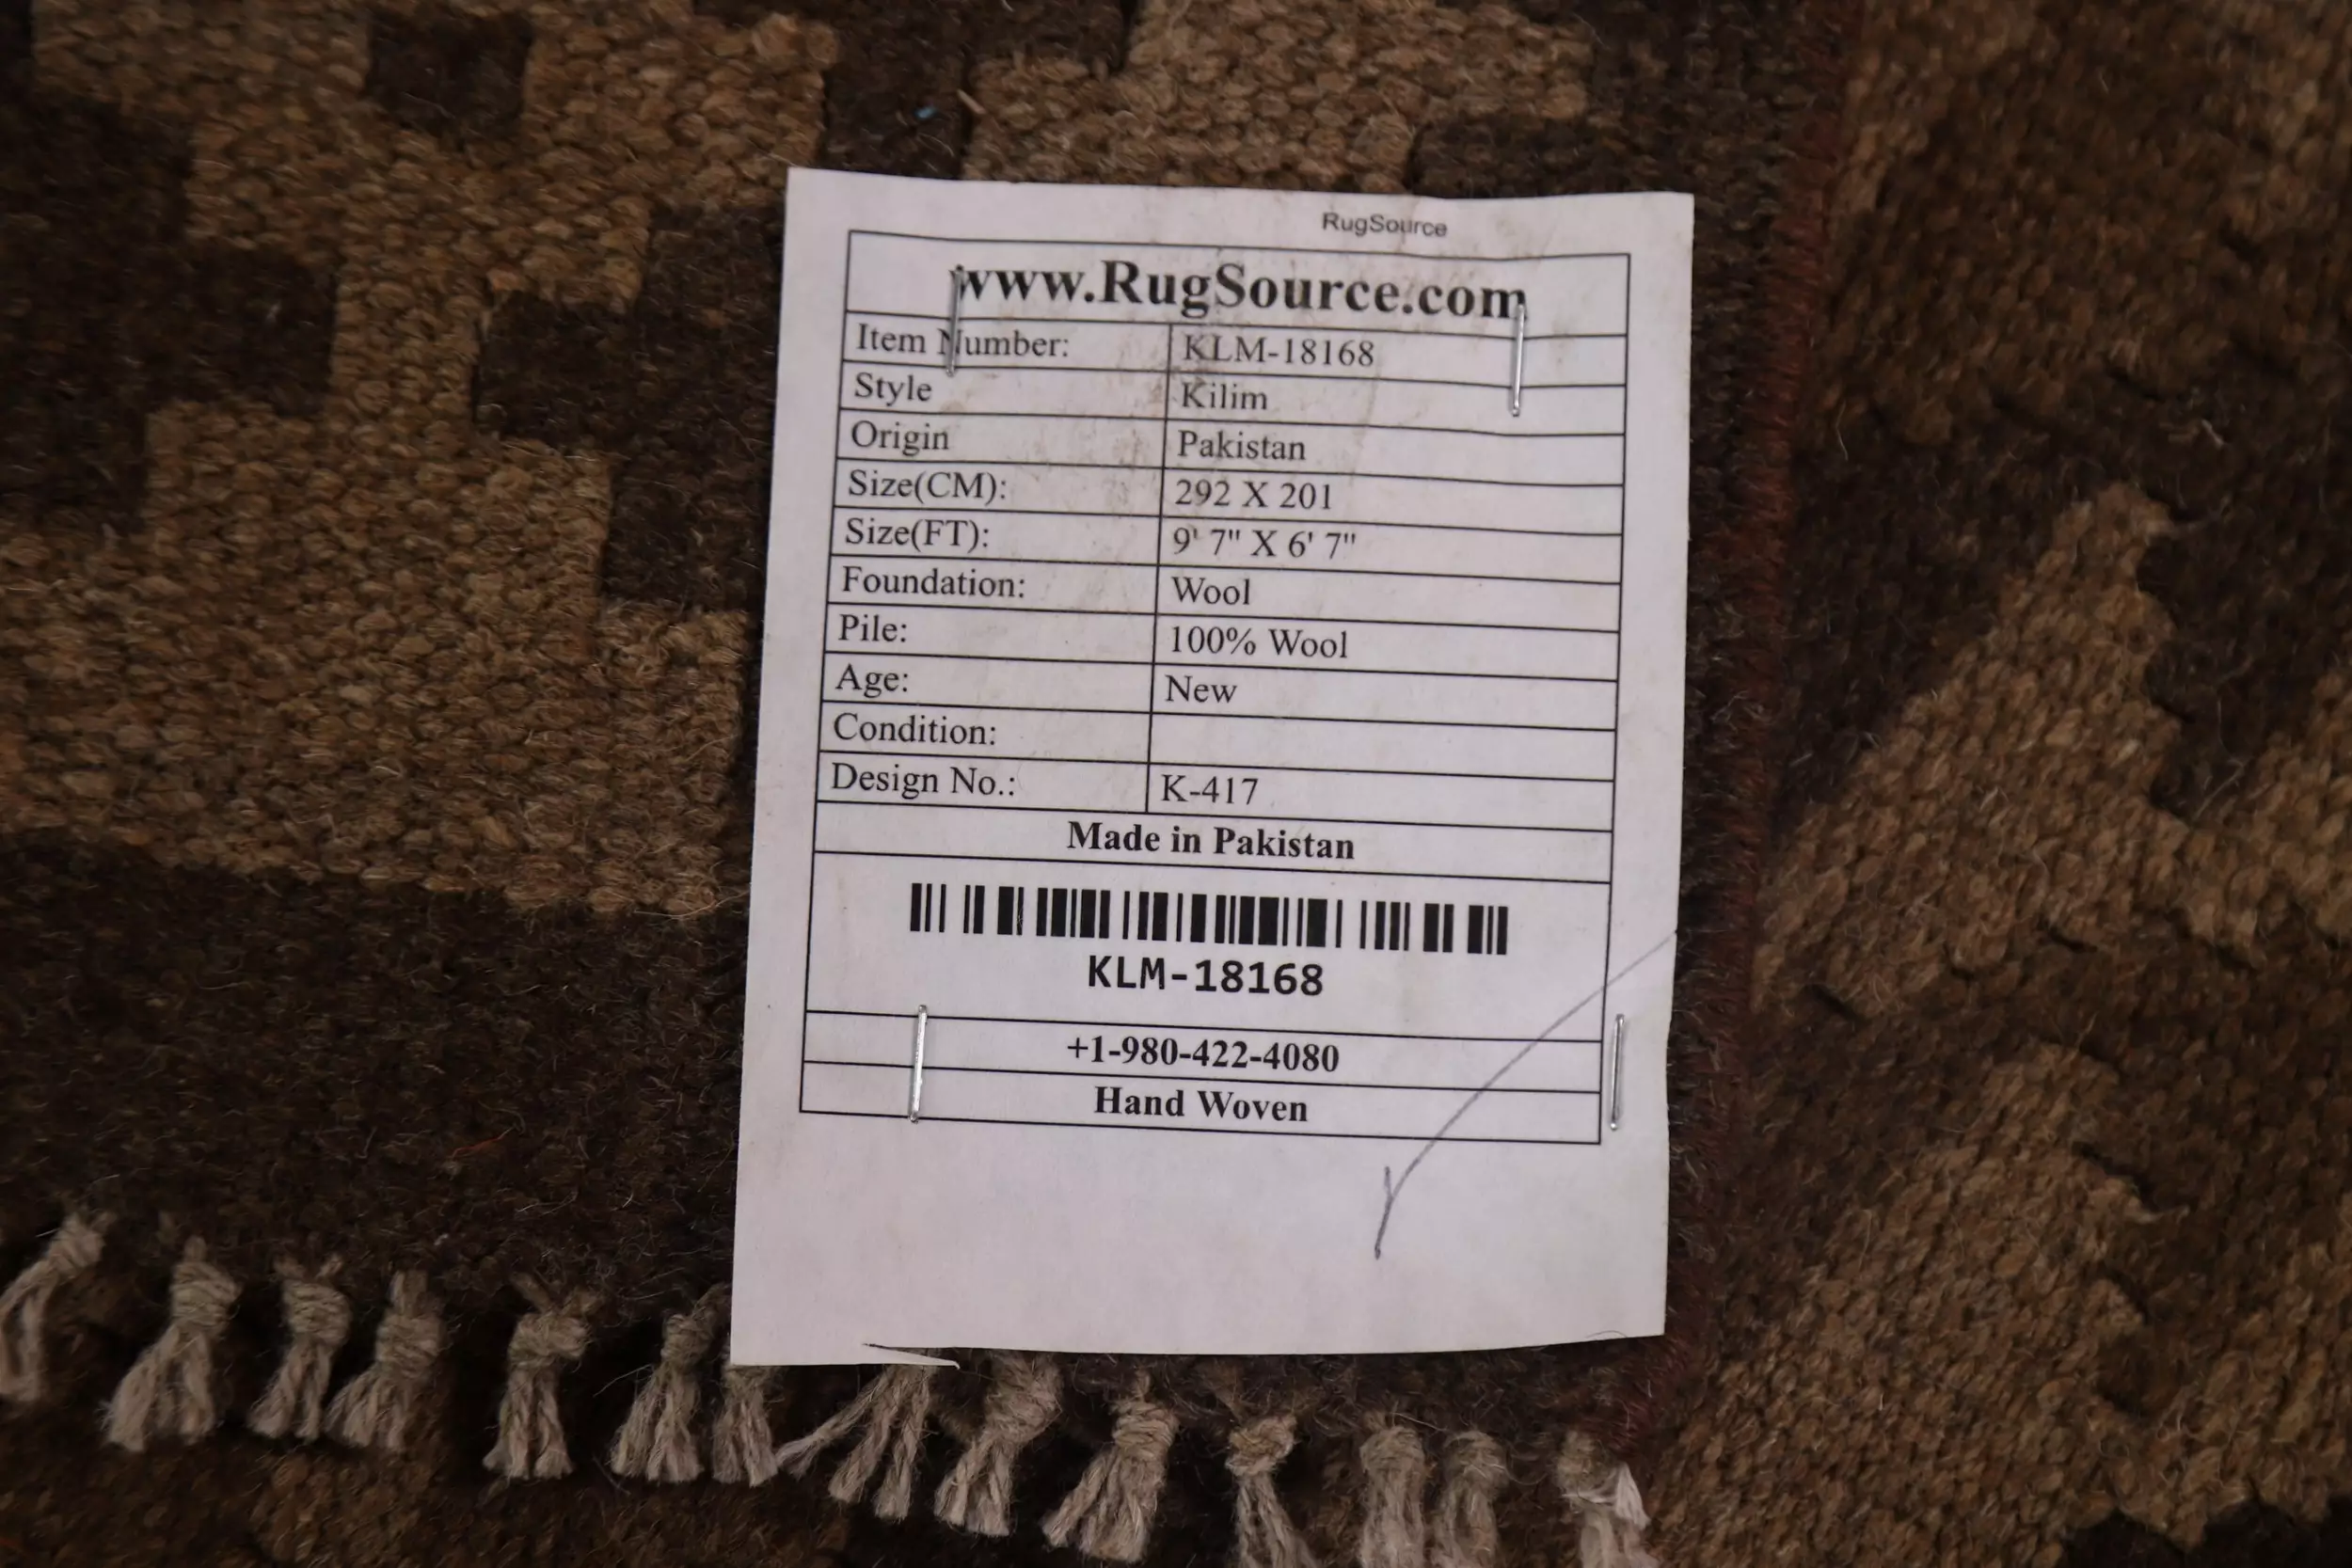 RugSource
www.RugSource.com
Item Number: KLM-18168
Style Kilim
Origin Pakistan
Size(CM): 292 X 201
Size(FT): 9' 7" X 6' 7"
Foundation: Wool
Pile: 100% Wool
Age: New
Condition:
Design No.: K-417
Made in Pakistan
KLM-18168
+1-980-422-4080
Hand Woven